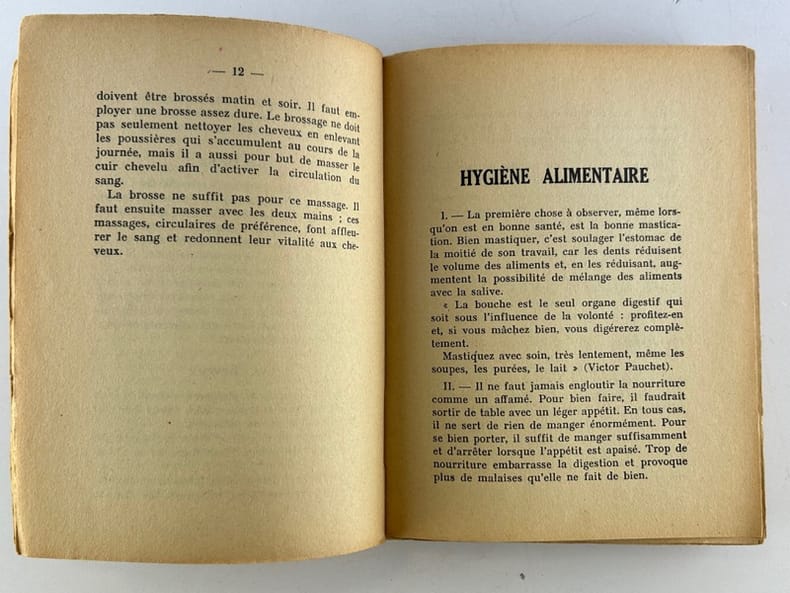 — 12 —
doivent être brossés matin et soir. Il faut em-
ployer une brosse assez dure. Le brossage ne doit
pas seulement nettoyer les cheveux en enlevant
les poussières qui s'accumulent au cours de la
journée, mais il a aussi pour but de masser le
cuir chevelu afin d'activer la circulation du
sang.
La brosse ne suffit pas pour ce massage. Il
faut ensuite masser avec les deux mains ; ces
massages, circulaires de préférence, font affleu-
rer le sang et redonnent leur vitalité aux che-
veux.
HYGIÈNE ALIMENTAIRE
I. — La première chose à observer, même lors-
qu'on est en bonne santé, est la bonne mastica-
tion. Bien mastiquer, c'est soulager l'estomac de
la moitié de son travail, car les dents réduisent
le volume des aliments et, en les réduisant, aug-
mentent la possibilité de mélange des aliments
avec la salive.
« La bouche est le seul organe digestif qui
soit sous l'influence de la volonté : profitez-en
et, si vous mâchez bien, vous digérerez complè-
tement.
Mastiquez avec soin, très lentement, même les
soupes, les purées, le lait » (Victor Pauchet).
II. — Il ne faut jamais engloutir la nourriture
comme un affamé. Pour bien faire, il faudrait
sortir de table avec un léger appétit. En tous cas,
il ne sert de rien de manger énormément. Pour
se bien porter, il suffit de manger suffisamment
et d'arrêter lorsque l'appétit est apaisé. Trop de
nourriture embarrasse la digestion et provoque
plus de malaises qu'elle ne fait de bien.